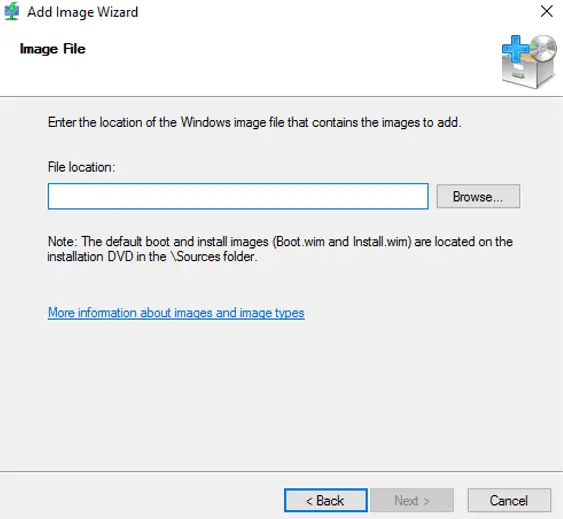 Add Image Wizard
Image File
Enter the location of the Windows image file that contains the images to add.
File location:
Browse...
Note: The default boot and install images (Boot.wim and Install.wim) are located on the
installation DVD in the \Sources folder.
More information about images and image types
< Back
Next >
Cancel